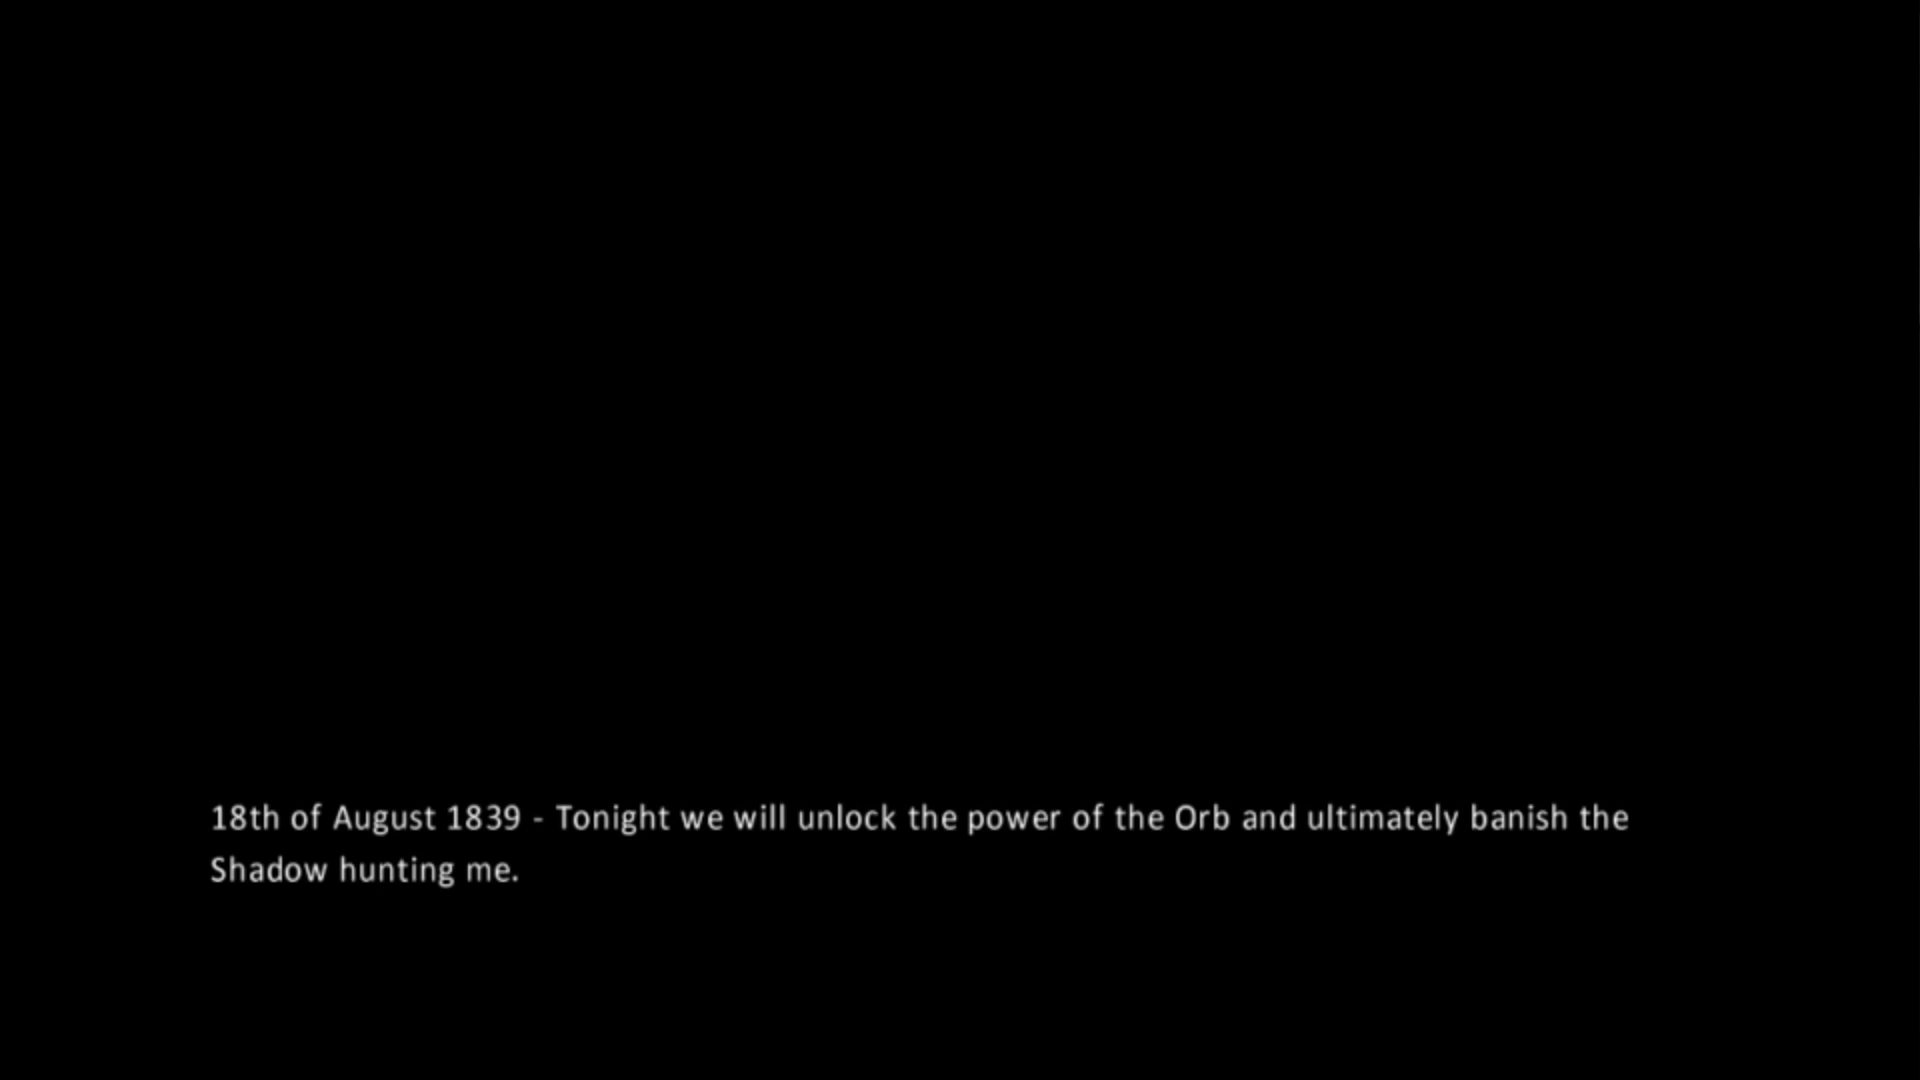 18th of August 1839 - Tonight we will unlock the power of the Orb and ultimately banish the
Shadow hunting me.